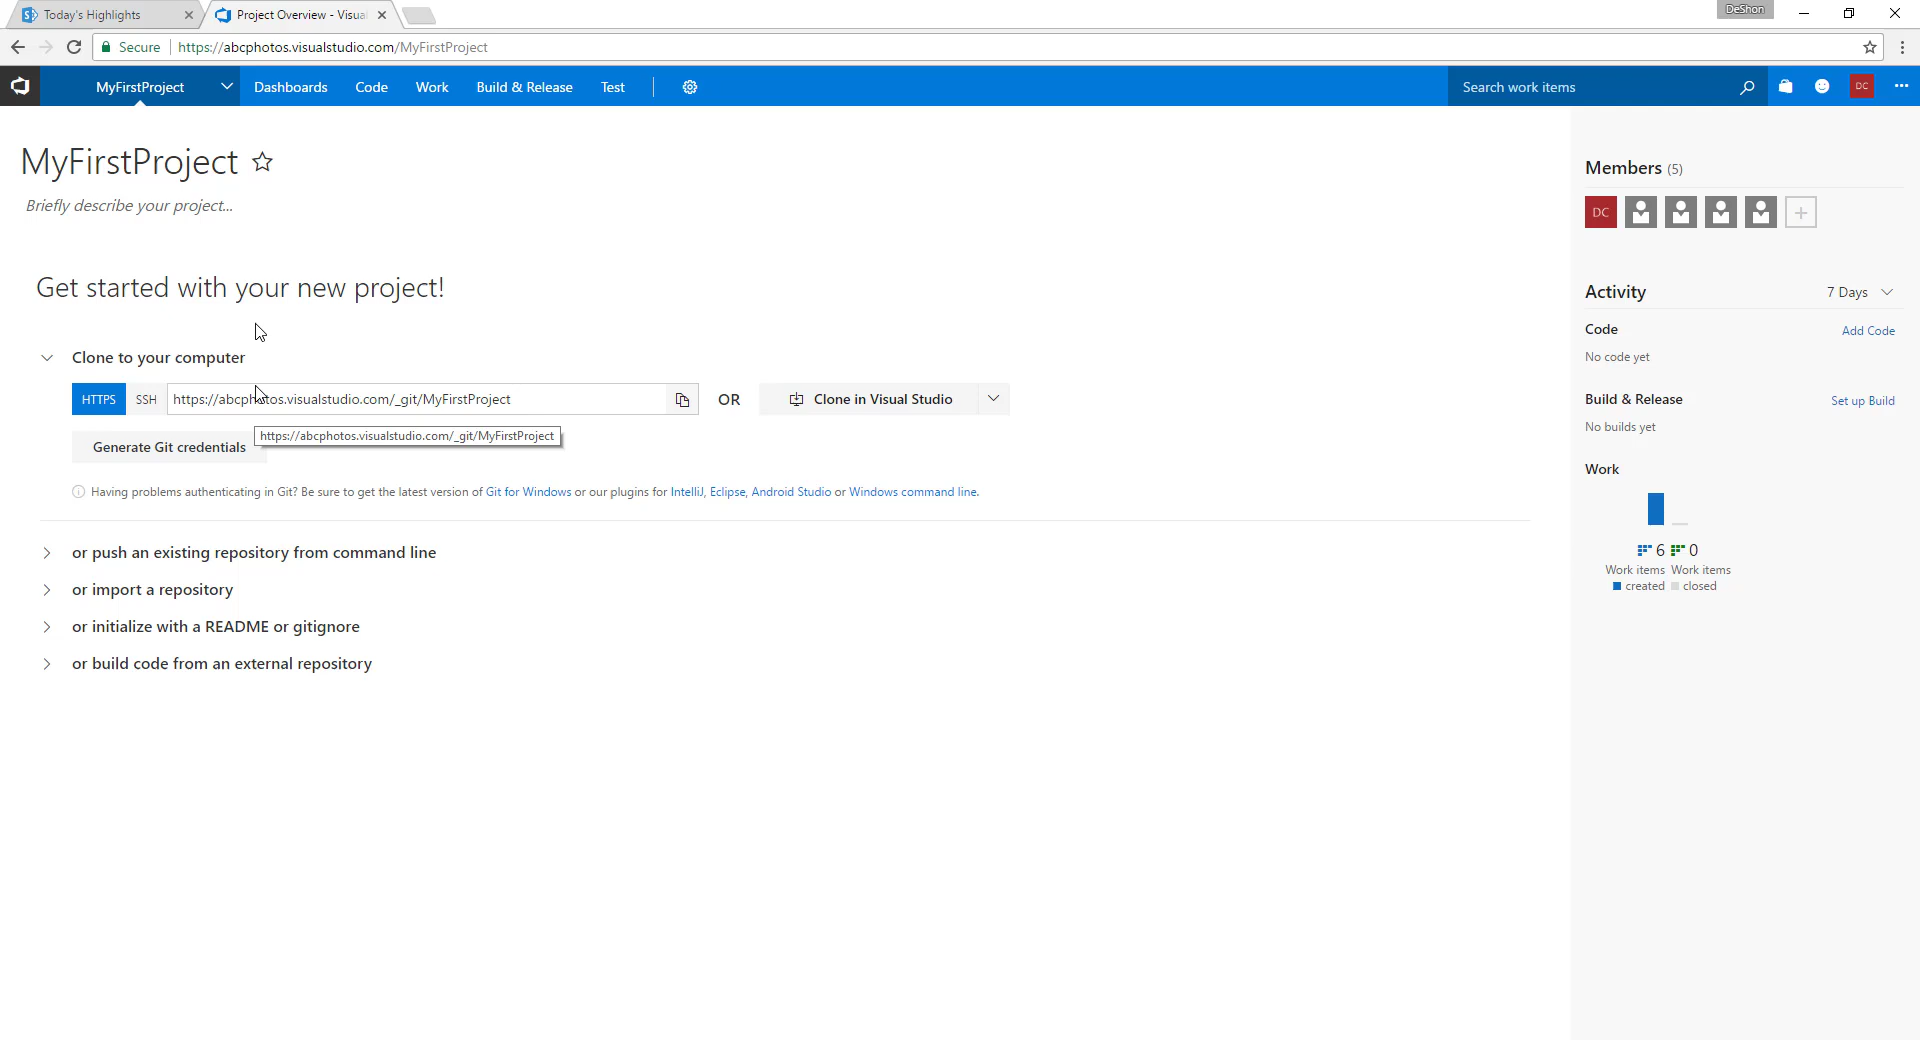 Today's Highlights
Project Overview - Visua
DeShon
Secure
https://abcphotos.visualstudio.com/MyFirstProject
MyFirstProject
Dashboards
Code
Work
Build & Release
Test
Search work items
DC
MyFirstProject
Briefly describe your project...
Get started with your new project!
Clone to your computer
HTTPS
SSH
https://abcphotos.visualstudio.com/_git/MyFirstProject
OR
Clone in Visual Studio
https://abcphotos.visualstudio.com/_git/MyFirstProject
Generate Git credentials
Having problems authenticating in Git? Be sure to get the latest version of Git for Windows or our plugins for IntelliJ, Eclipse, Android Studio or Windows command line.
or push an existing repository from command line
or import a repository
or initialize with a README or gitignore
or build code from an external repository
Members (5)
DC
Activity
7 Days
Code
Add Code
No code yet
Build & Release
Set up Build
No builds yet
Work
6 0
Work items Work items
created closed